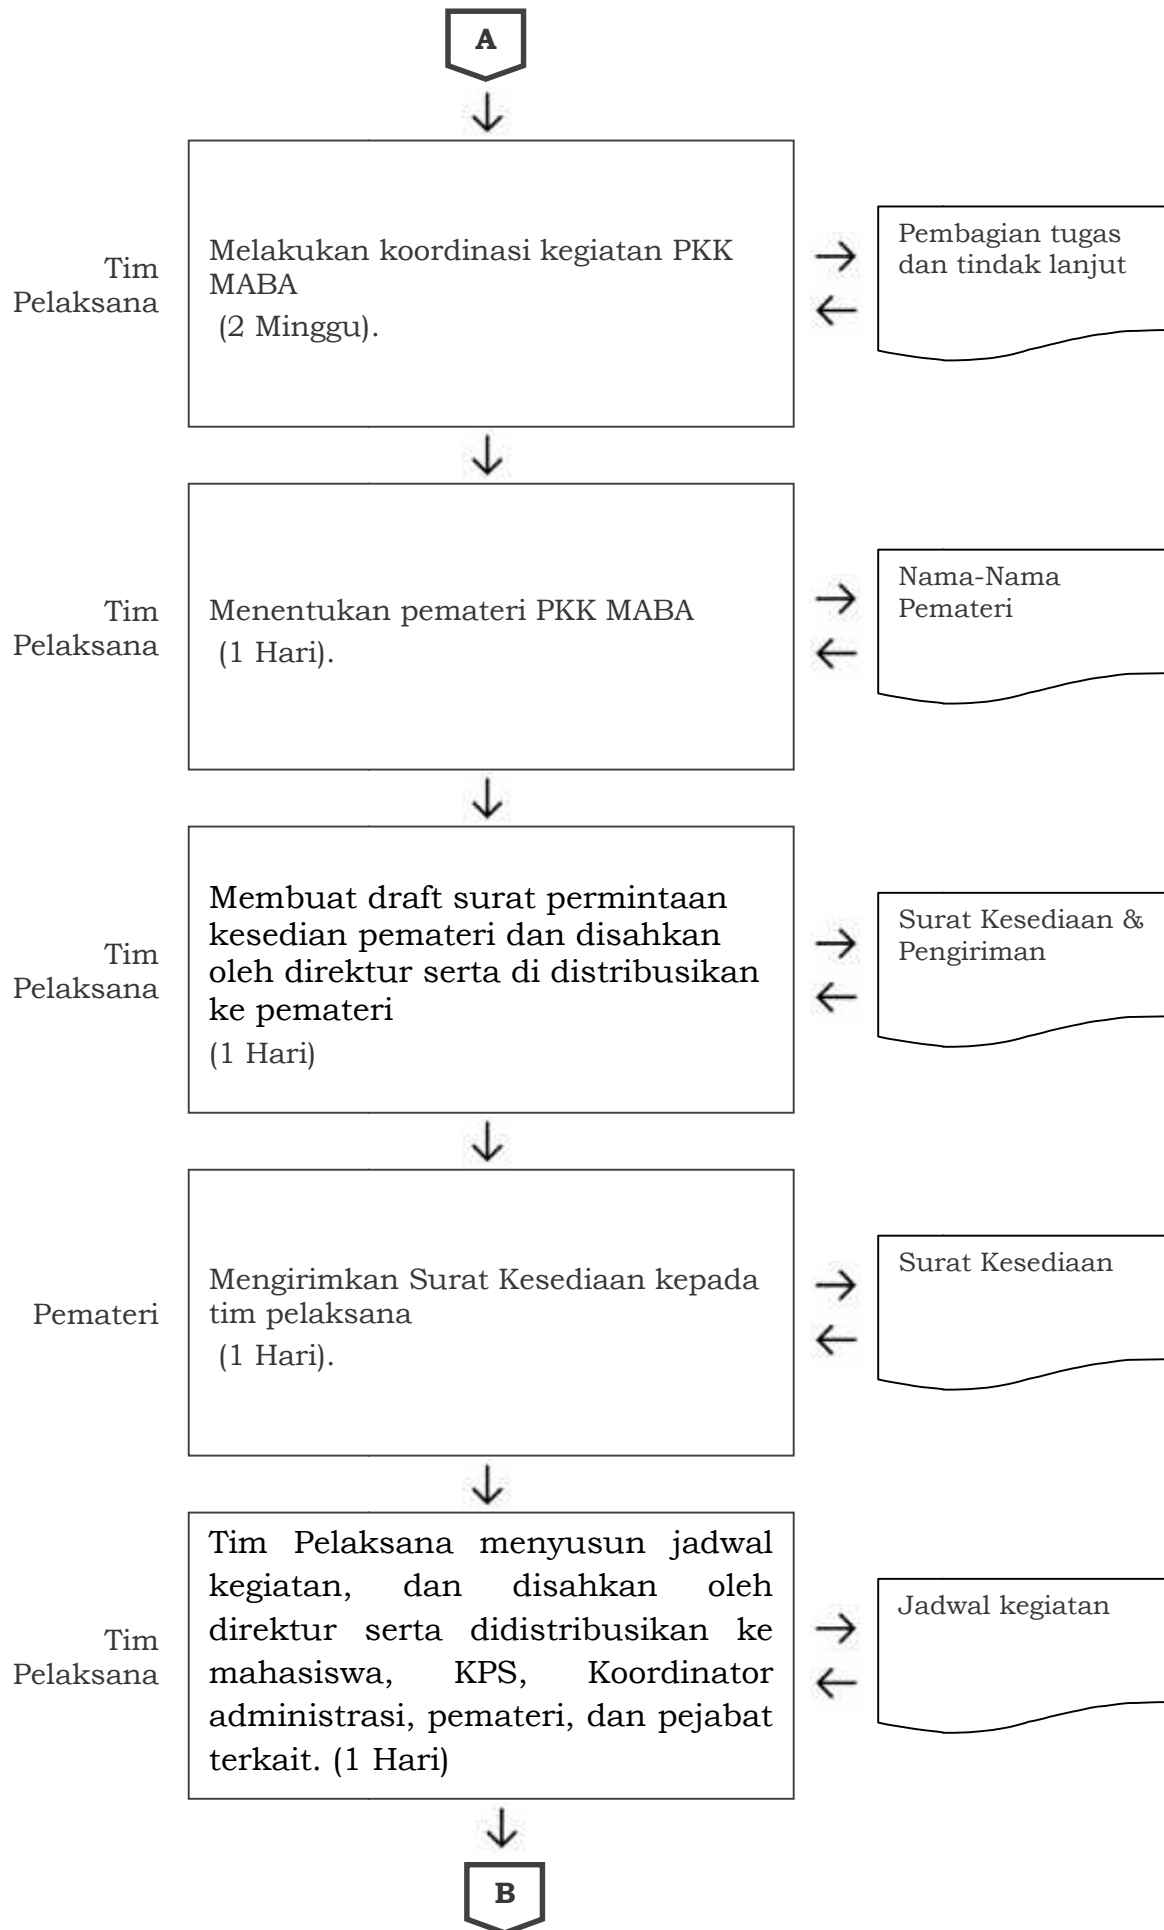 A
Tim
Pelaksana
Melakukan koordinasi kegiatan PKK
MABA
(2 Minggu).
Pembagian tugas
dan tindak lanjut
Tim
Pelaksana
Menentukan pemateri PKK MABA
(1 Hari).
Nama-Nama
Pemateri
Tim
Pelaksana
Membuat draft surat permintaan
kesedian pemateri dan disahkan
oleh direktur serta di distribusikan
ke pemateri
(1 Hari)
Surat Kesediaan &
Pengiriman
Pemateri
Mengirimkan Surat Kesediaan kepada
tim pelaksana
(1 Hari).
Surat Kesediaan
Tim
Pelaksana
Tim Pelaksana menyusun jadwal
kegiatan, dan disahkan oleh
direktur serta didistribusikan ke
mahasiswa, KPS, Koordinator
administrasi, pemateri, dan pejabat
terkait. (1 Hari)
Jadwal kegiatan
B